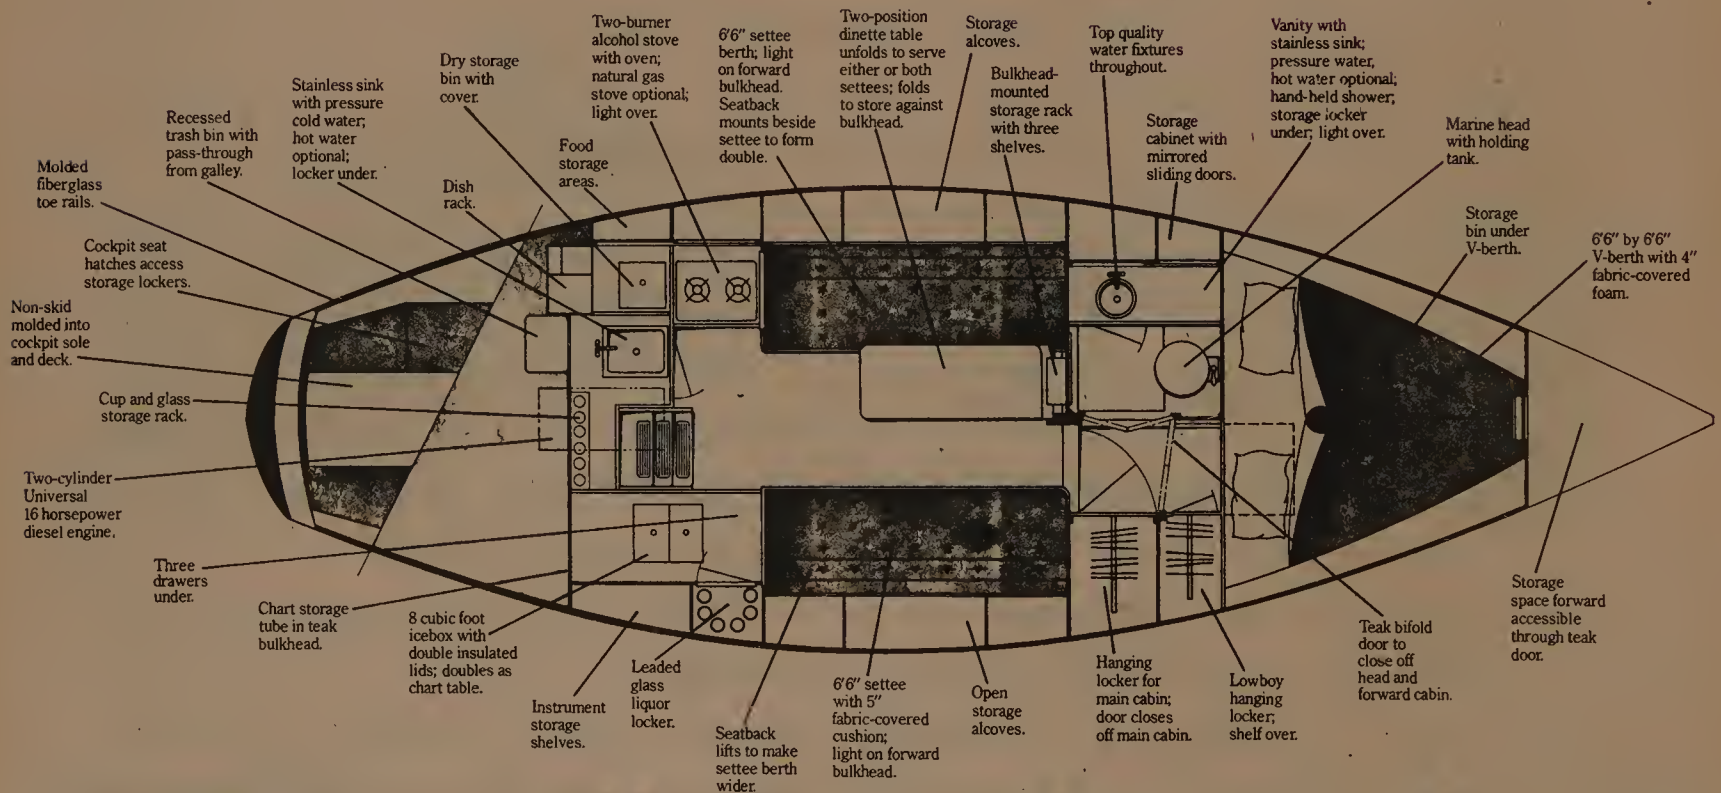 Molded
fiberglass
toe rails.
Recessed
trash bin with
pass-through
from galley.
Stainless sink
with pressure
cold water;
hot water
optional;
locker under.
Dry storage
bin with
cover.
Dish
rack.
Food
storage
areas.
Two-burner
alcohol stove
with oven;
natural gas
stove optional;
light over.
6'6" settee
berth; light
on forward
bulkhead.
Seatback
mounts beside
settee to form
double.
Two-position
dinette table
unfolds to serve
either or both
settees; folds
to store against
bulkhead.
Storage
alcoves.
Bulkhead-
mounted
storage rack
with three
shelves.
Top quality
water fixtures
throughout.
Storage
cabinet with
mirrored
sliding doors.
Vanity with
stainless sink;
pressure water,
hot water optional;
hand-held shower;
storage locker
under; light over.
Marine head
with holding
tank.
Storage
bin under
V-berth.
6'6" by 6'6"
V-berth with 4"
fabric-covered
foam.
Cockpit seat
hatches access
storage lockers.
Non-skid
molded into
cockpit sole
and deck.
Cup and glass
storage rack.
Two-cylinder
Universal
16 horsepower
diesel engine.
Three
drawers
under.
Chart storage
tube in teak
bulkhead.
8 cubic foot
icebox with
double insulated
lids; doubles as
chart table.
Instrument
storage
shelves.
Leaded
glass
liquor
locker.
Seatback
lifts to make
settee berth
wider.
6'6" settee
with 5"
fabric-covered
cushion;
light on forward
bulkhead.
Open
storage
alcoves.
Hanging
locker for
main cabin;
door closes
off main cabin.
Lowboy
hanging
locker;
shelf over.
Teak bifold
door to
close off
head and
forward cabin.
Storage
space forward
accessible
through teak
door.